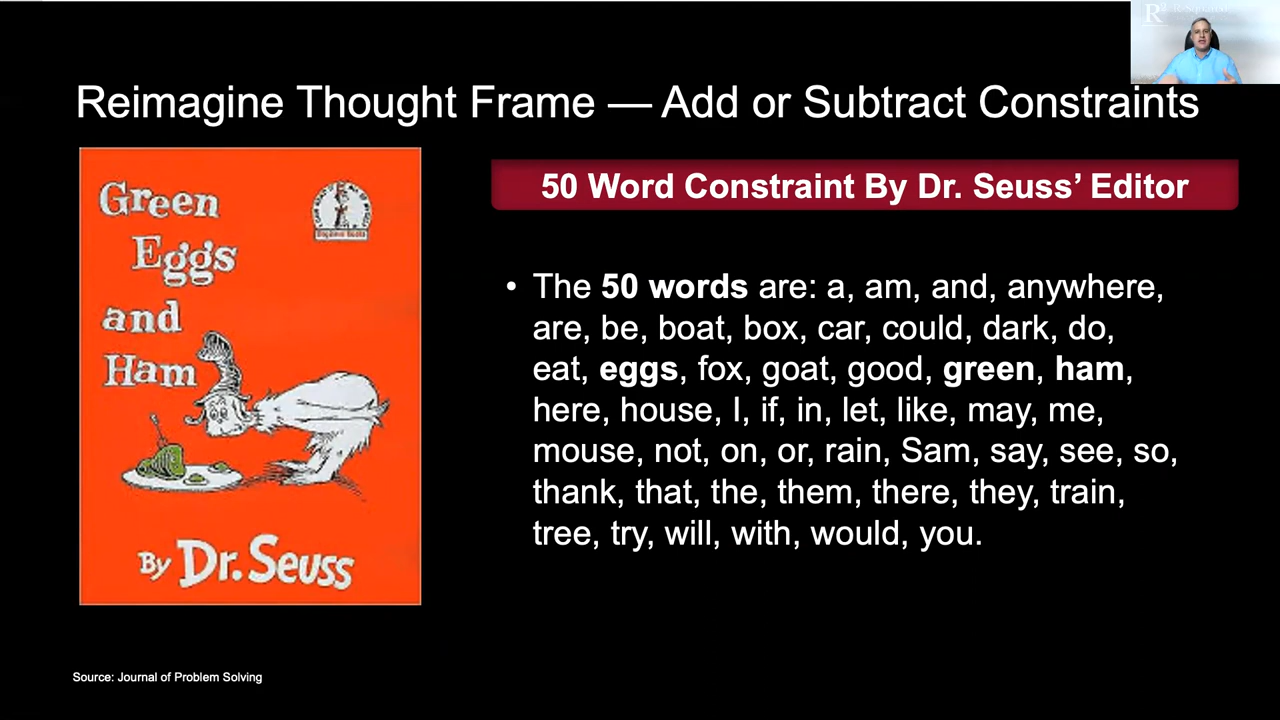 Reimagine Thought Frame — Add or Subtract Constraints
Green
Eggs
and
Ham
By Dr. Seuss
50 Word Constraint By Dr. Seuss’ Editor
• The 50 words are: a, am, and, anywhere,
are, be, boat, box, car, could, dark, do,
eat, eggs, fox, goat, good, green, ham,
here, house, I, if, in, let, like, may, me,
mouse, not, on, or, rain, Sam, say, see, so,
thank, that, the, them, there, they, train,
tree, try, will, with, would, you.
Source: Journal of Problem Solving